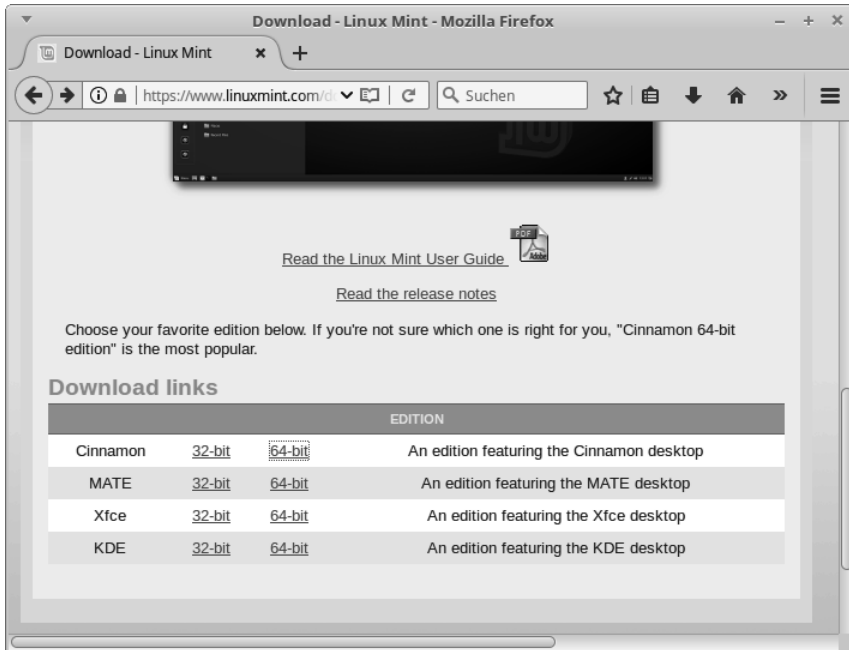 Download - Linux Mint - Mozilla Firefox
Download - Linux Mint
https://www.linuxmint.com/do
Suchen
PDF
Adobe
Read the Linux Mint User Guide
Read the release notes
Choose your favorite edition below. If you're not sure which one is right for you, "Cinnamon 64-bit
edition" is the most popular.
Download links
EDITION
Cinnamon 32-bit 64-bit An edition featuring the Cinnamon desktop
MATE 32-bit 64-bit An edition featuring the MATE desktop
Xfce 32-bit 64-bit An edition featuring the Xfce desktop
KDE 32-bit 64-bit An edition featuring the KDE desktop